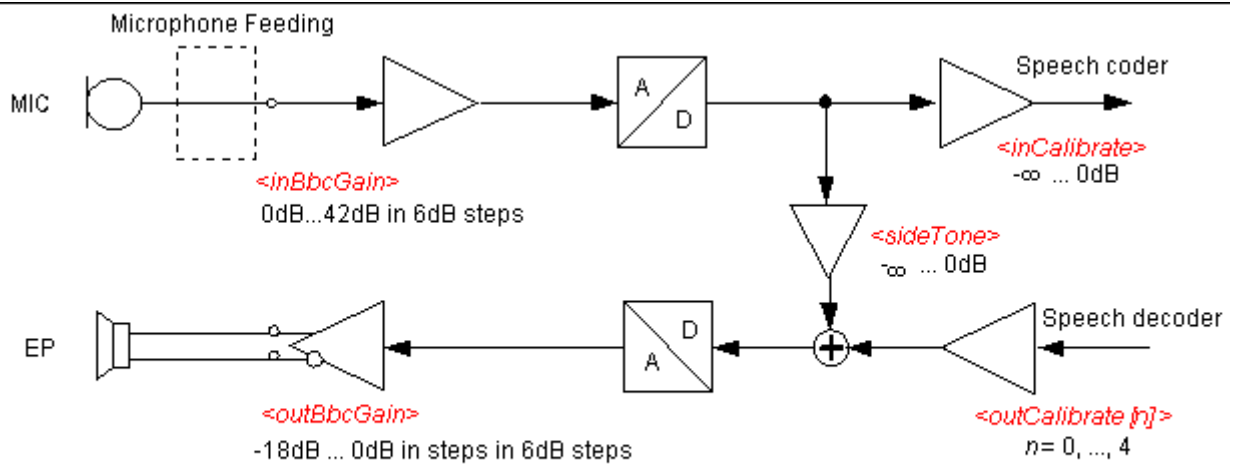 Microphone Feeding
MIC
A
D
Speech coder
<inCalibrate>
-∞ ... 0dB
<inBbcGain>
0dB...42dB in 6dB steps
<sideTone>
-∞ ... 0dB
EP
D
A
Speech decoder
<outBbcGain>
-18dB ... 0dB in steps in 6dB steps
<outCalibrate [n]>
n= 0, ..., 4